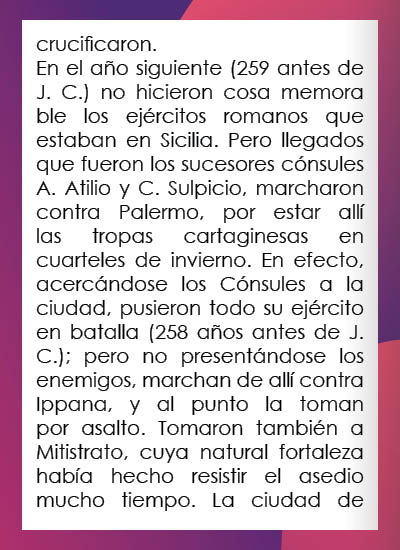 crucificaron.
En el año siguiente (259 antes de
J. C.) no hicieron cosa memora
ble los ejércitos romanos que
estaban en Sicilia. Pero llegados
que fueron los sucesores cónsules
A. Atilio y C. Sulpicio, marcharon
contra Palermo, por estar allí
las tropas cartaginesas en
cuarteles de invierno. En efecto,
acercándose los Cónsules a la
ciudad, pusieron todo su ejército
en batalla (258 años antes de J.
C.); pero no presentándose los
enemigos, marchan de allí contra
Ippana, y al punto la toman
por asalto. Tomaron también a
Mitistrato, cuya natural fortaleza
había hecho resistir el asedio
mucho tiempo. La ciudad de